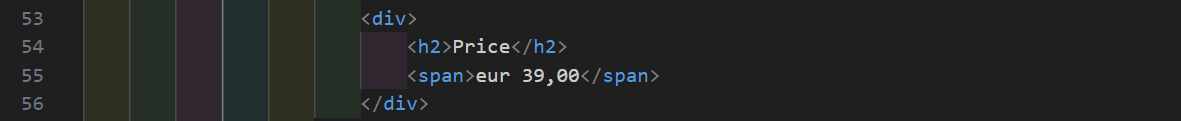 53 <div>
54 <h2>Price</h2>
55 <span>eur 39,00</span>
56 </div>